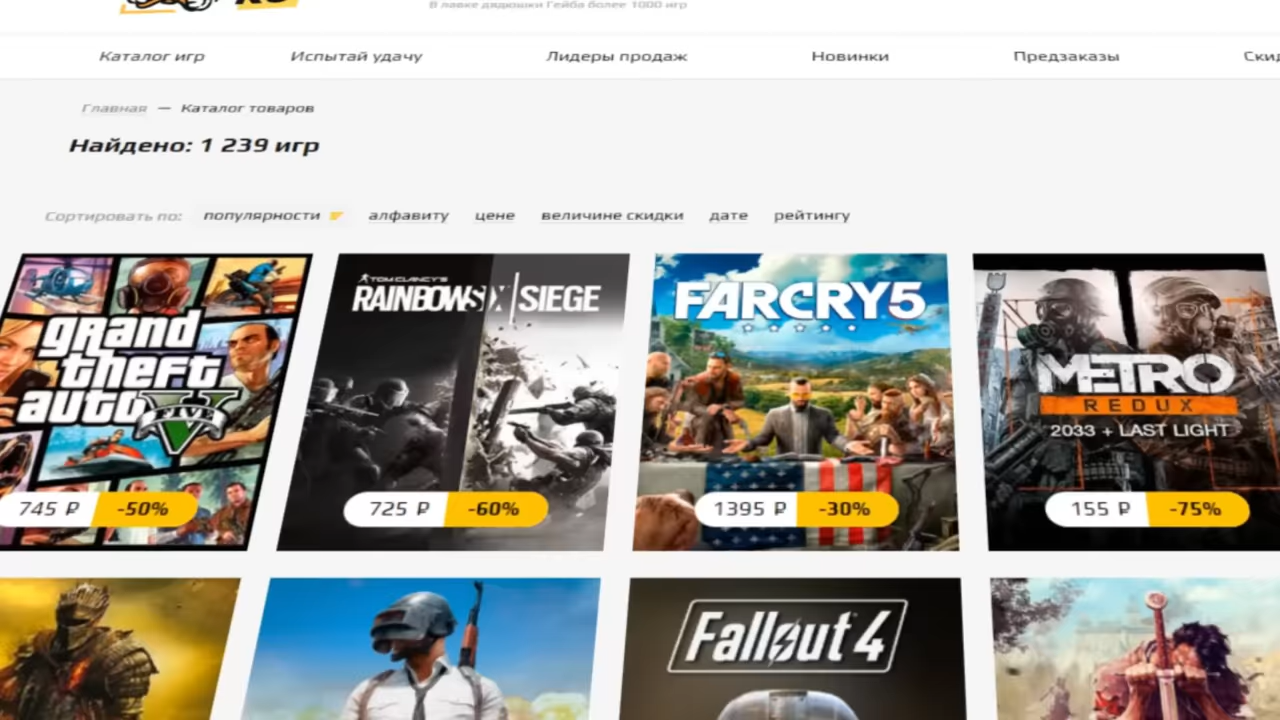 В лавке дядюшки Гейба более 1000 игр
Каталог игр Испытай удачу Лидеры продаж Новинки Предзаказы
Главная — Каталог товаров
Найдено: 1 239 игр
Сортировать по: популярности алфавиту цене величине скидки дате рейтингу
grand
theft
auto
FIVE
745 ₽ -50%
TOM CLANCY'S
RAINBOW SIX | SIEGE
725 ₽ -60%
FARCRY5
1395 ₽ -30%
METRO
REDUX
2033 + LAST LIGHT
155 ₽ -75%
Fallout 4